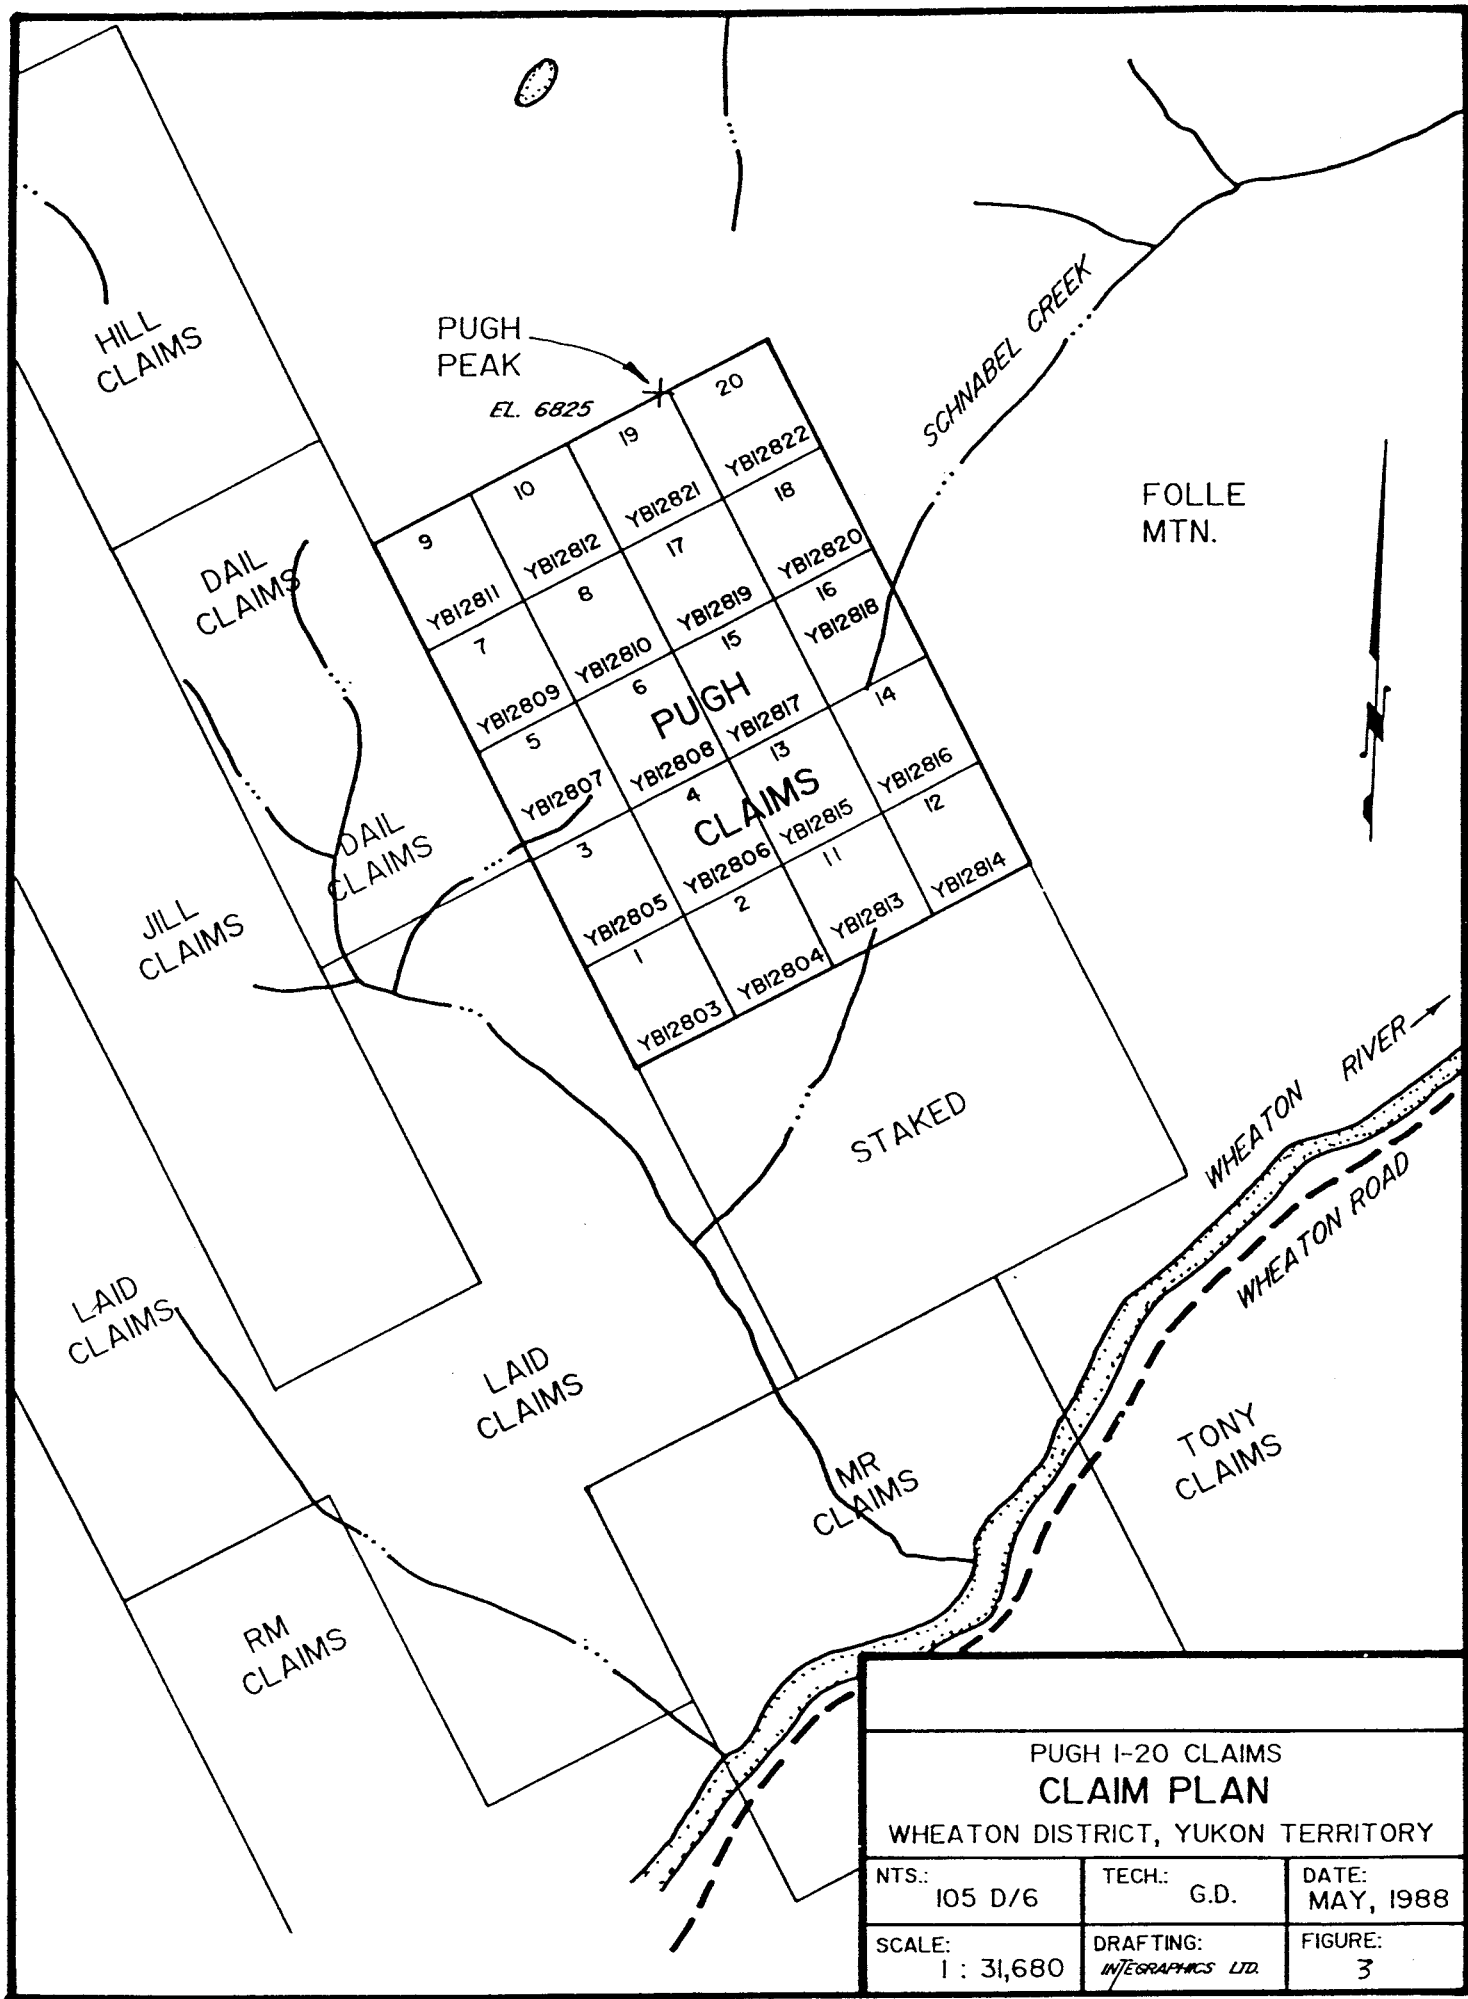 HILL
CLAIMS
PUGH
PEAK
EL. 6825
SCHNABEL CREEK
FOLLE
MTN.
DAIL
CLAIMS
20
YB12822
19
YB12821
10
YB12812
9
YB12811
18
YB12820
17
YB12819
8
YB12810
7
YB12809
16
YB12818
15
YB12817
6
YB12808
5
YB12807
PUGH
CLAIMS
14
YB12816
13
YB12815
4
YB12806
3
YB12805
12
YB12814
11
YB12813
2
YB12804
1
YB12803
N
DAIL
CLAIMS
JILL
CLAIMS
STAKED
WHEATON RIVER
WHEATON ROAD
LAID
CLAIMS
LAID
CLAIMS
MR
CLAIMS
TONY
CLAIMS
RM
CLAIMS
PUGH 1-20 CLAIMS
CLAIM PLAN
WHEATON DISTRICT, YUKON TERRITORY
NTS.:
105 D/6
TECH.:
G.D.
DATE:
MAY, 1988
SCALE:
1 : 31,680
DRAFTING:
INTEGRAPHICS LTD.
FIGURE:
3